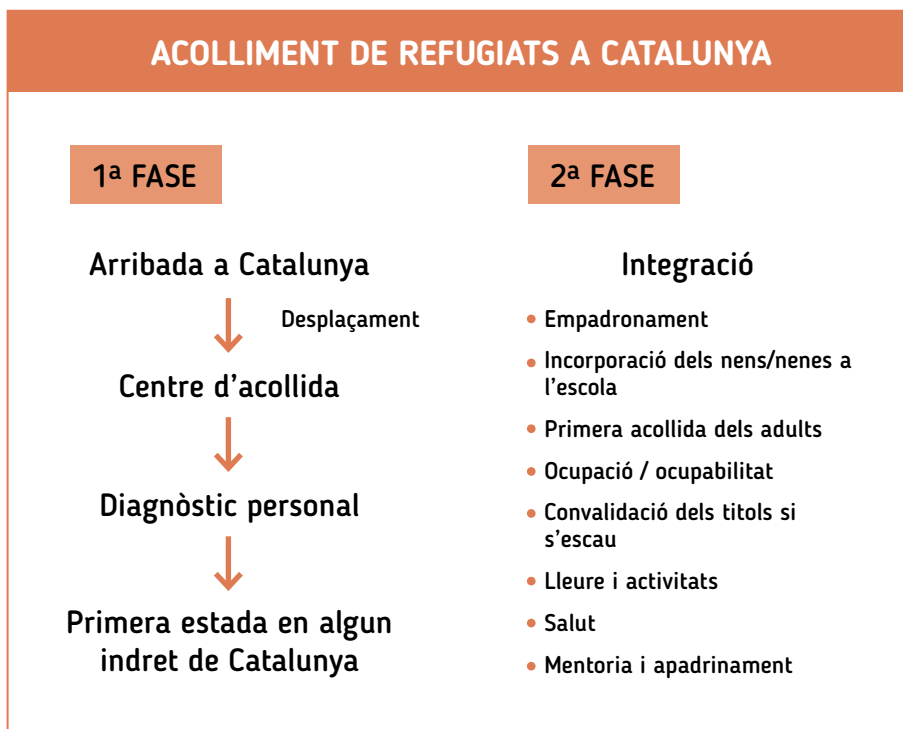 ACOLLIMENT DE REFUGIATS A CATALUNYA
1ª FASE
Arribada a Catalunya
Desplaçament
Centre d’acollida
Diagnòstic personal
Primera estada en algun
indret de Catalunya
2ª FASE
Integració
• Empadronament
• Incorporació dels nens/nenes a
l’escola
• Primera acollida dels adults
• Ocupació / ocupabilitat
• Convalidació dels titols si
s’escau
• Lleure i activitats
• Salut
• Mentoria i apadrinament